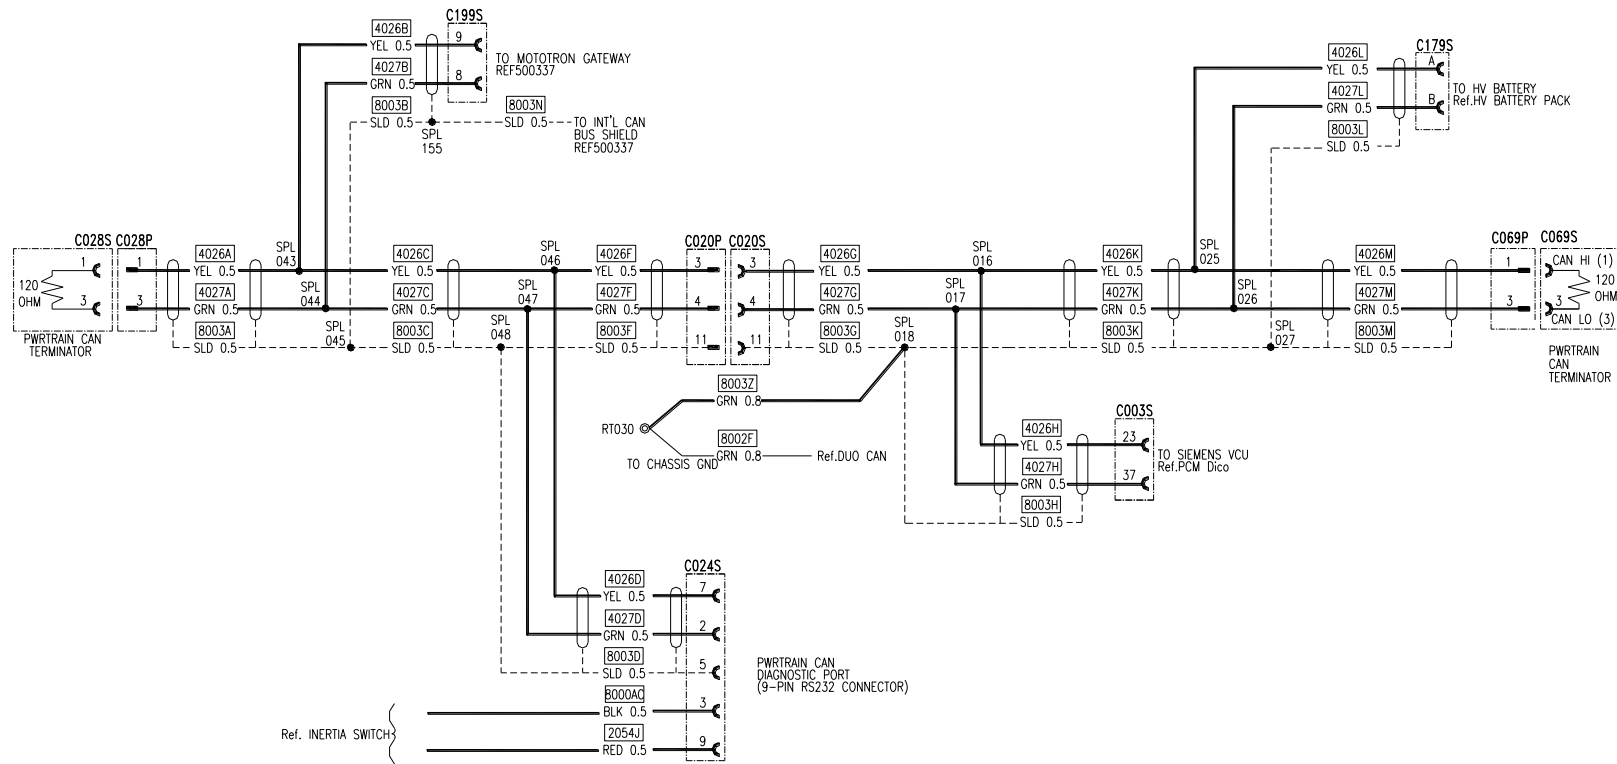 C199S
4026B
YEL 0.5
9
4027B
GRN 0.5
8
TO MOTOTRON GATEWAY
REF500337
8003B
SLD 0.5
8003N
SLD 0.5
SPL
155
TO INT'L CAN
BUS SHIELD
REF500337
C179S
4026L
YEL 0.5
A
4027L
GRN 0.5
B
TO HV BATTERY
Ref.HV BATTERY PACK
8003L
SLD 0.5
C028S
C028P
1
3
120
OHM
PWRTRAIN CAN
TERMINATOR
1
3
4026A
YEL 0.5
4027A
GRN 0.5
8003A
SLD 0.5
SPL
043
SPL
044
SPL
045
4026C
YEL 0.5
4027C
GRN 0.5
8003C
SLD 0.5
SPL
046
SPL
047
SPL
048
4026F
YEL 0.5
4027F
GRN 0.5
8003F
SLD 0.5
C020P
3
4
11
C020S
3
4
11
4026G
YEL 0.5
4027G
GRN 0.5
8003G
SLD 0.5
SPL
016
SPL
017
SPL
018
4026K
YEL 0.5
4027K
GRN 0.5
8003K
SLD 0.5
SPL
025
SPL
026
SPL
027
4026M
YEL 0.5
4027M
GRN 0.5
8003M
SLD 0.5
C069P
1
3
C069S
CAN HI (1)
120
OHM
3
CAN LO (3)
PWRTRAIN
CAN
TERMINATOR
8003Z
GRN 0.8
RT030
8002F
GRN 0.8
TO CHASSIS GND
Ref.DUO CAN
C003S
4026H
YEL 0.5
23
4027H
GRN 0.5
37
TO SIEMENS VCU
Ref.PCM Dico
8003H
SLD 0.5
C024S
4026D
YEL 0.5
7
4027D
GRN 0.5
2
8003D
SLD 0.5
5
PWRTRAIN CAN
DIAGNOSTIC PORT
(9-PIN RS232 CONNECTOR)
8000AC
BLK 0.5
3
2054J
RED 0.5
9
Ref. INERTIA SWITCH